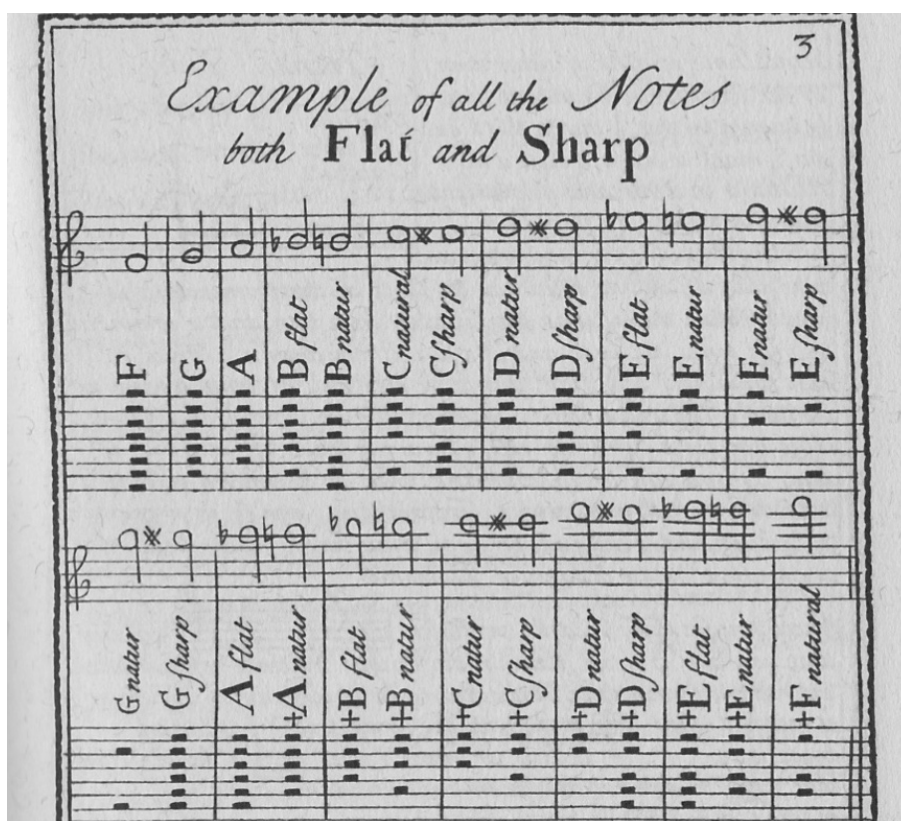 3
Example of all the Notes
both Flat and Sharp
F
G
A
B flat
B natur
C natural
C ſharp
D natur
D ſharp
E flat
E natur
F natur
E ſharp
G natur
G ſharp
A flat
+A natur
+B flat
+B natur
+C natur
+C ſharp
+D natur
+D ſharp
+E flat
+E natur
+F natural